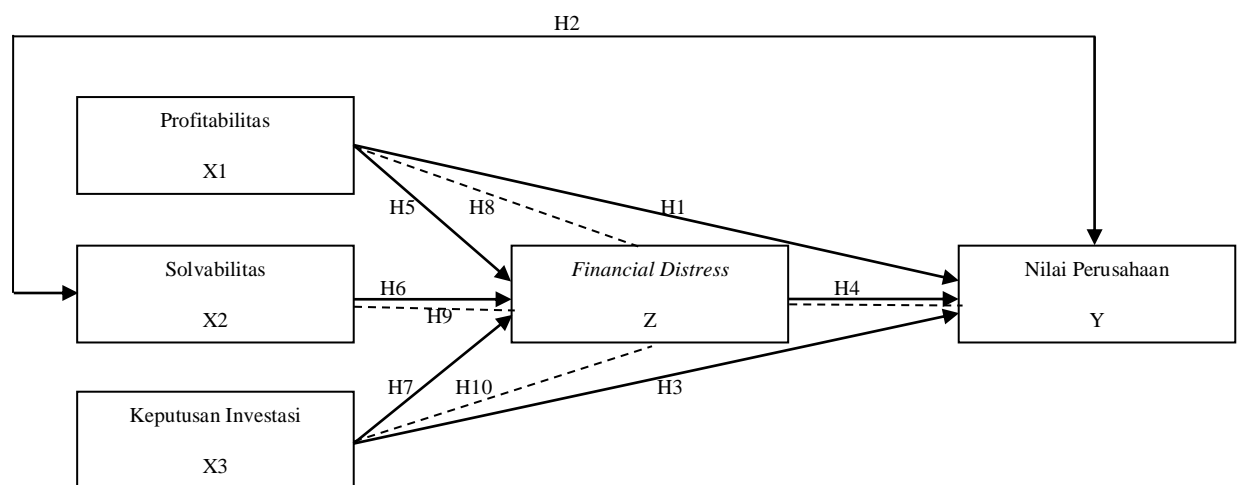 H2
Profitabilitas
X1
H5
H8
H1
Solvabilitas
X2
H6
H9
Financial Distress
Z
H4
Nilai Perusahaan
Y
H7
H10
H3
Keputusan Investasi
X3